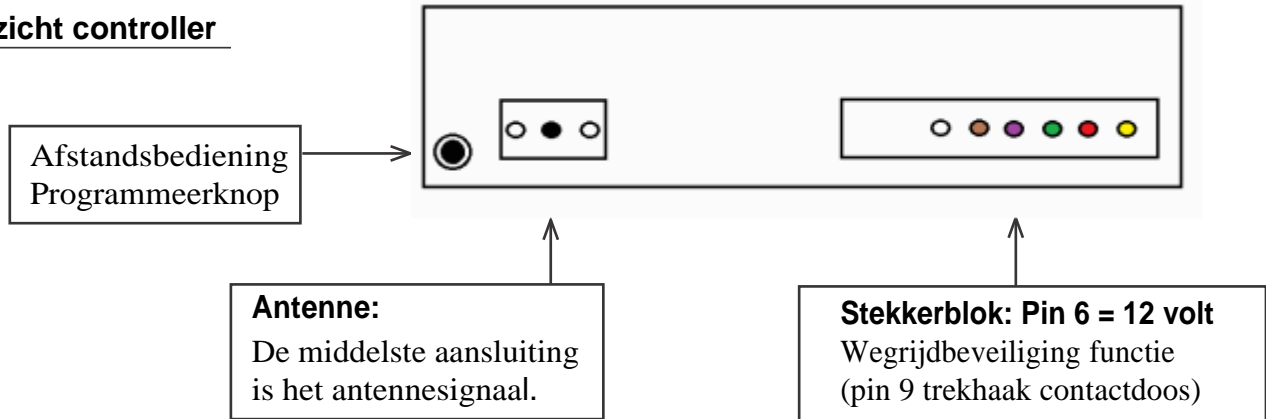 zicht controller
Afstandsbediening
Programmeerknop
Antenne:
De middelste aansluiting
is het antennesignaal.
Stekkerblok: Pin 6 = 12 volt
Wegrijdbeveiliging functie
(pin 9 trekhaak contactdoos)